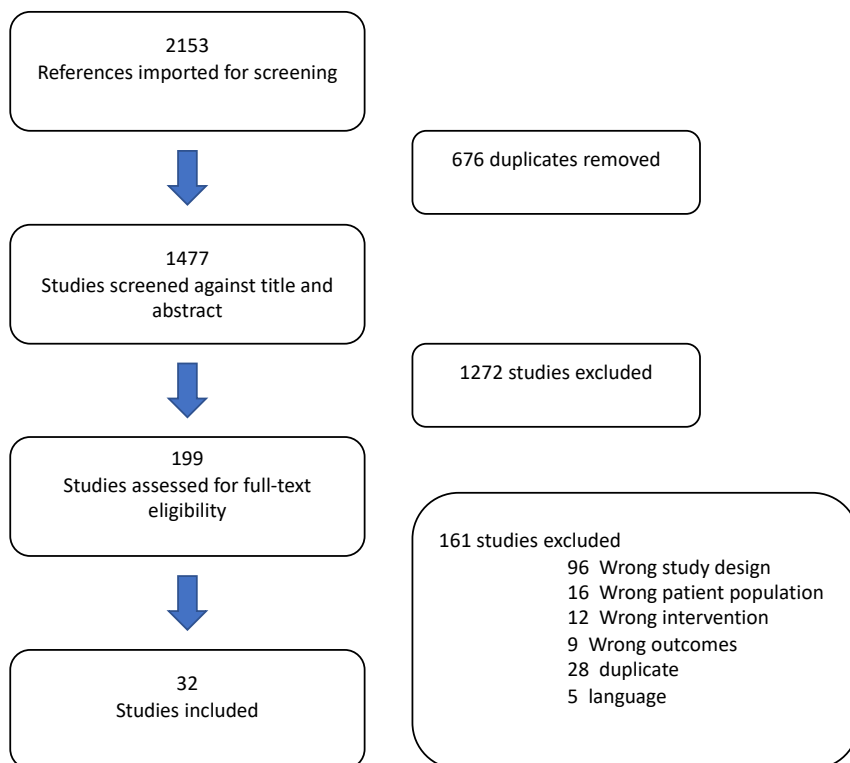 2153
References imported for screening
676 duplicates removed
1477
Studies screened against title and
abstract
1272 studies excluded
199
Studies assessed for full-text
eligibility
161 studies excluded
96 Wrong study design
16 Wrong patient population
12 Wrong intervention
9 Wrong outcomes
28 duplicate
5 language
32
Studies included